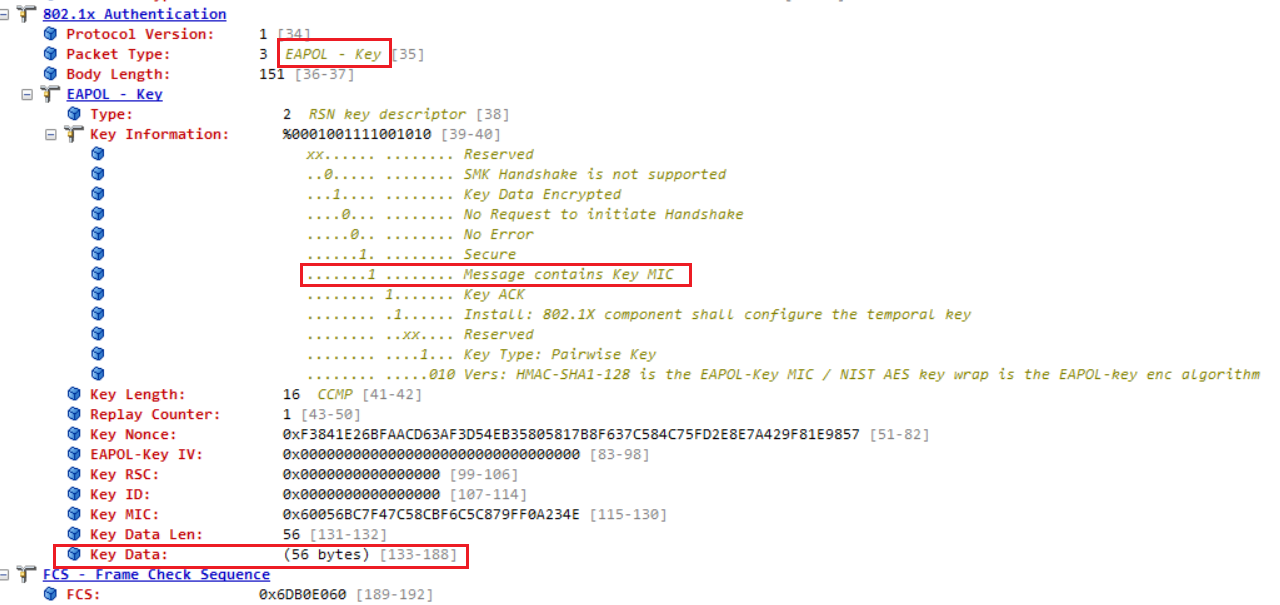 802.1x Authentication
Protocol Version: 1 [34]
Packet Type: 3 EAPOL - Key [35]
Body Length: 151 [36-37]
EAPOL - Key
Type: 2 RSN key descriptor [38]
Key Information: %0001001111001010 [39-40]
xx...... ........ Reserved
..0..... ........ SMK Handshake is not supported
...1.... ........ Key Data Encrypted
....0... ........ No Request to initiate Handshake
.....0.. ........ No Error
......1. ........ Secure
.......1 ........ Message contains Key MIC
........ 1....... Key ACK
........ .1...... Install: 802.1X component shall configure the temporal key
........ ..xx.... Reserved
........ ....1... Key Type: Pairwise Key
........ .....010 Vers: HMAC-SHA1-128 is the EAPOL-Key MIC / NIST AES key wrap is the EAPOL-key enc algorithm
Key Length: 16 CCMP [41-42]
Replay Counter: 1 [43-50]
Key Nonce: 0xF3841E26BFAACD63AF3D54EB35805817B8F637C584C75FD2E8E7A429F81E9857 [51-82]
EAPOL-Key IV: 0x00000000000000000000000000000000 [83-98]
Key RSC: 0x0000000000000000 [99-106]
Key ID: 0x0000000000000000 [107-114]
Key MIC: 0x60056BC7F47C58CBF6C5C879FF0A234E [115-130]
Key Data Len: 56 [131-132]
Key Data: (56 bytes) [133-188]
FCS - Frame Check Sequence
FCS: 0x6DB0E060 [189-192]